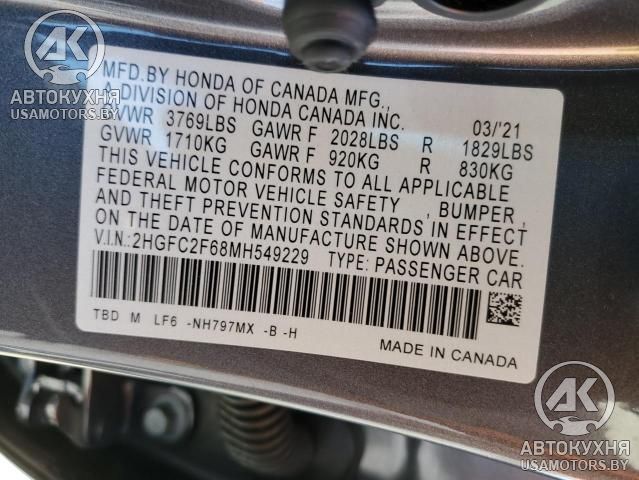 AK
АВТОКУХНЯ
USAMOTORS.BY
MFD.BY HONDA OF CANADA MFG.,
DIVISION OF HONDA CANADA INC. 03/'21
GVWR 3769LBS GAWR F 2028LBS R 1829LBS
GVWR 1710KG GAWR F 920KG R 830KG
THIS VEHICLE CONFORMS TO ALL APPLICABLE
FEDERAL MOTOR VEHICLE SAFETY , BUMPER ,
AND THEFT PREVENTION STANDARDS IN EFFECT
ON THE DATE OF MANUFACTURE SHOWN ABOVE.
V.I.N.:2HGFC2F68MH549229 TYPE: PASSENGER CAR
TBD M LF6 -NH797MX -B -H
MADE IN CANADA
AK
АВТОКУХНЯ
USAMOTORS.BY